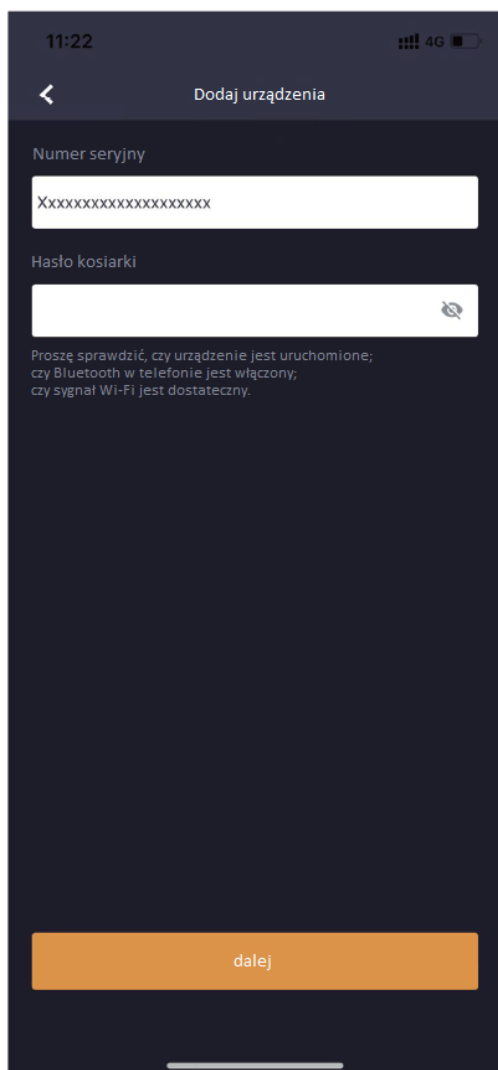 11:22
4G
Dodaj urządzenia
Numer seryjny
Xxxxxxxxxxxxxxxxxxxx
Hasło kosiarki
Proszę sprawdzić, czy urządzenie jest uruchomione;
czy Bluetooth w telefonie jest włączony;
czy sygnał Wi-Fi jest dostateczny.
dalej